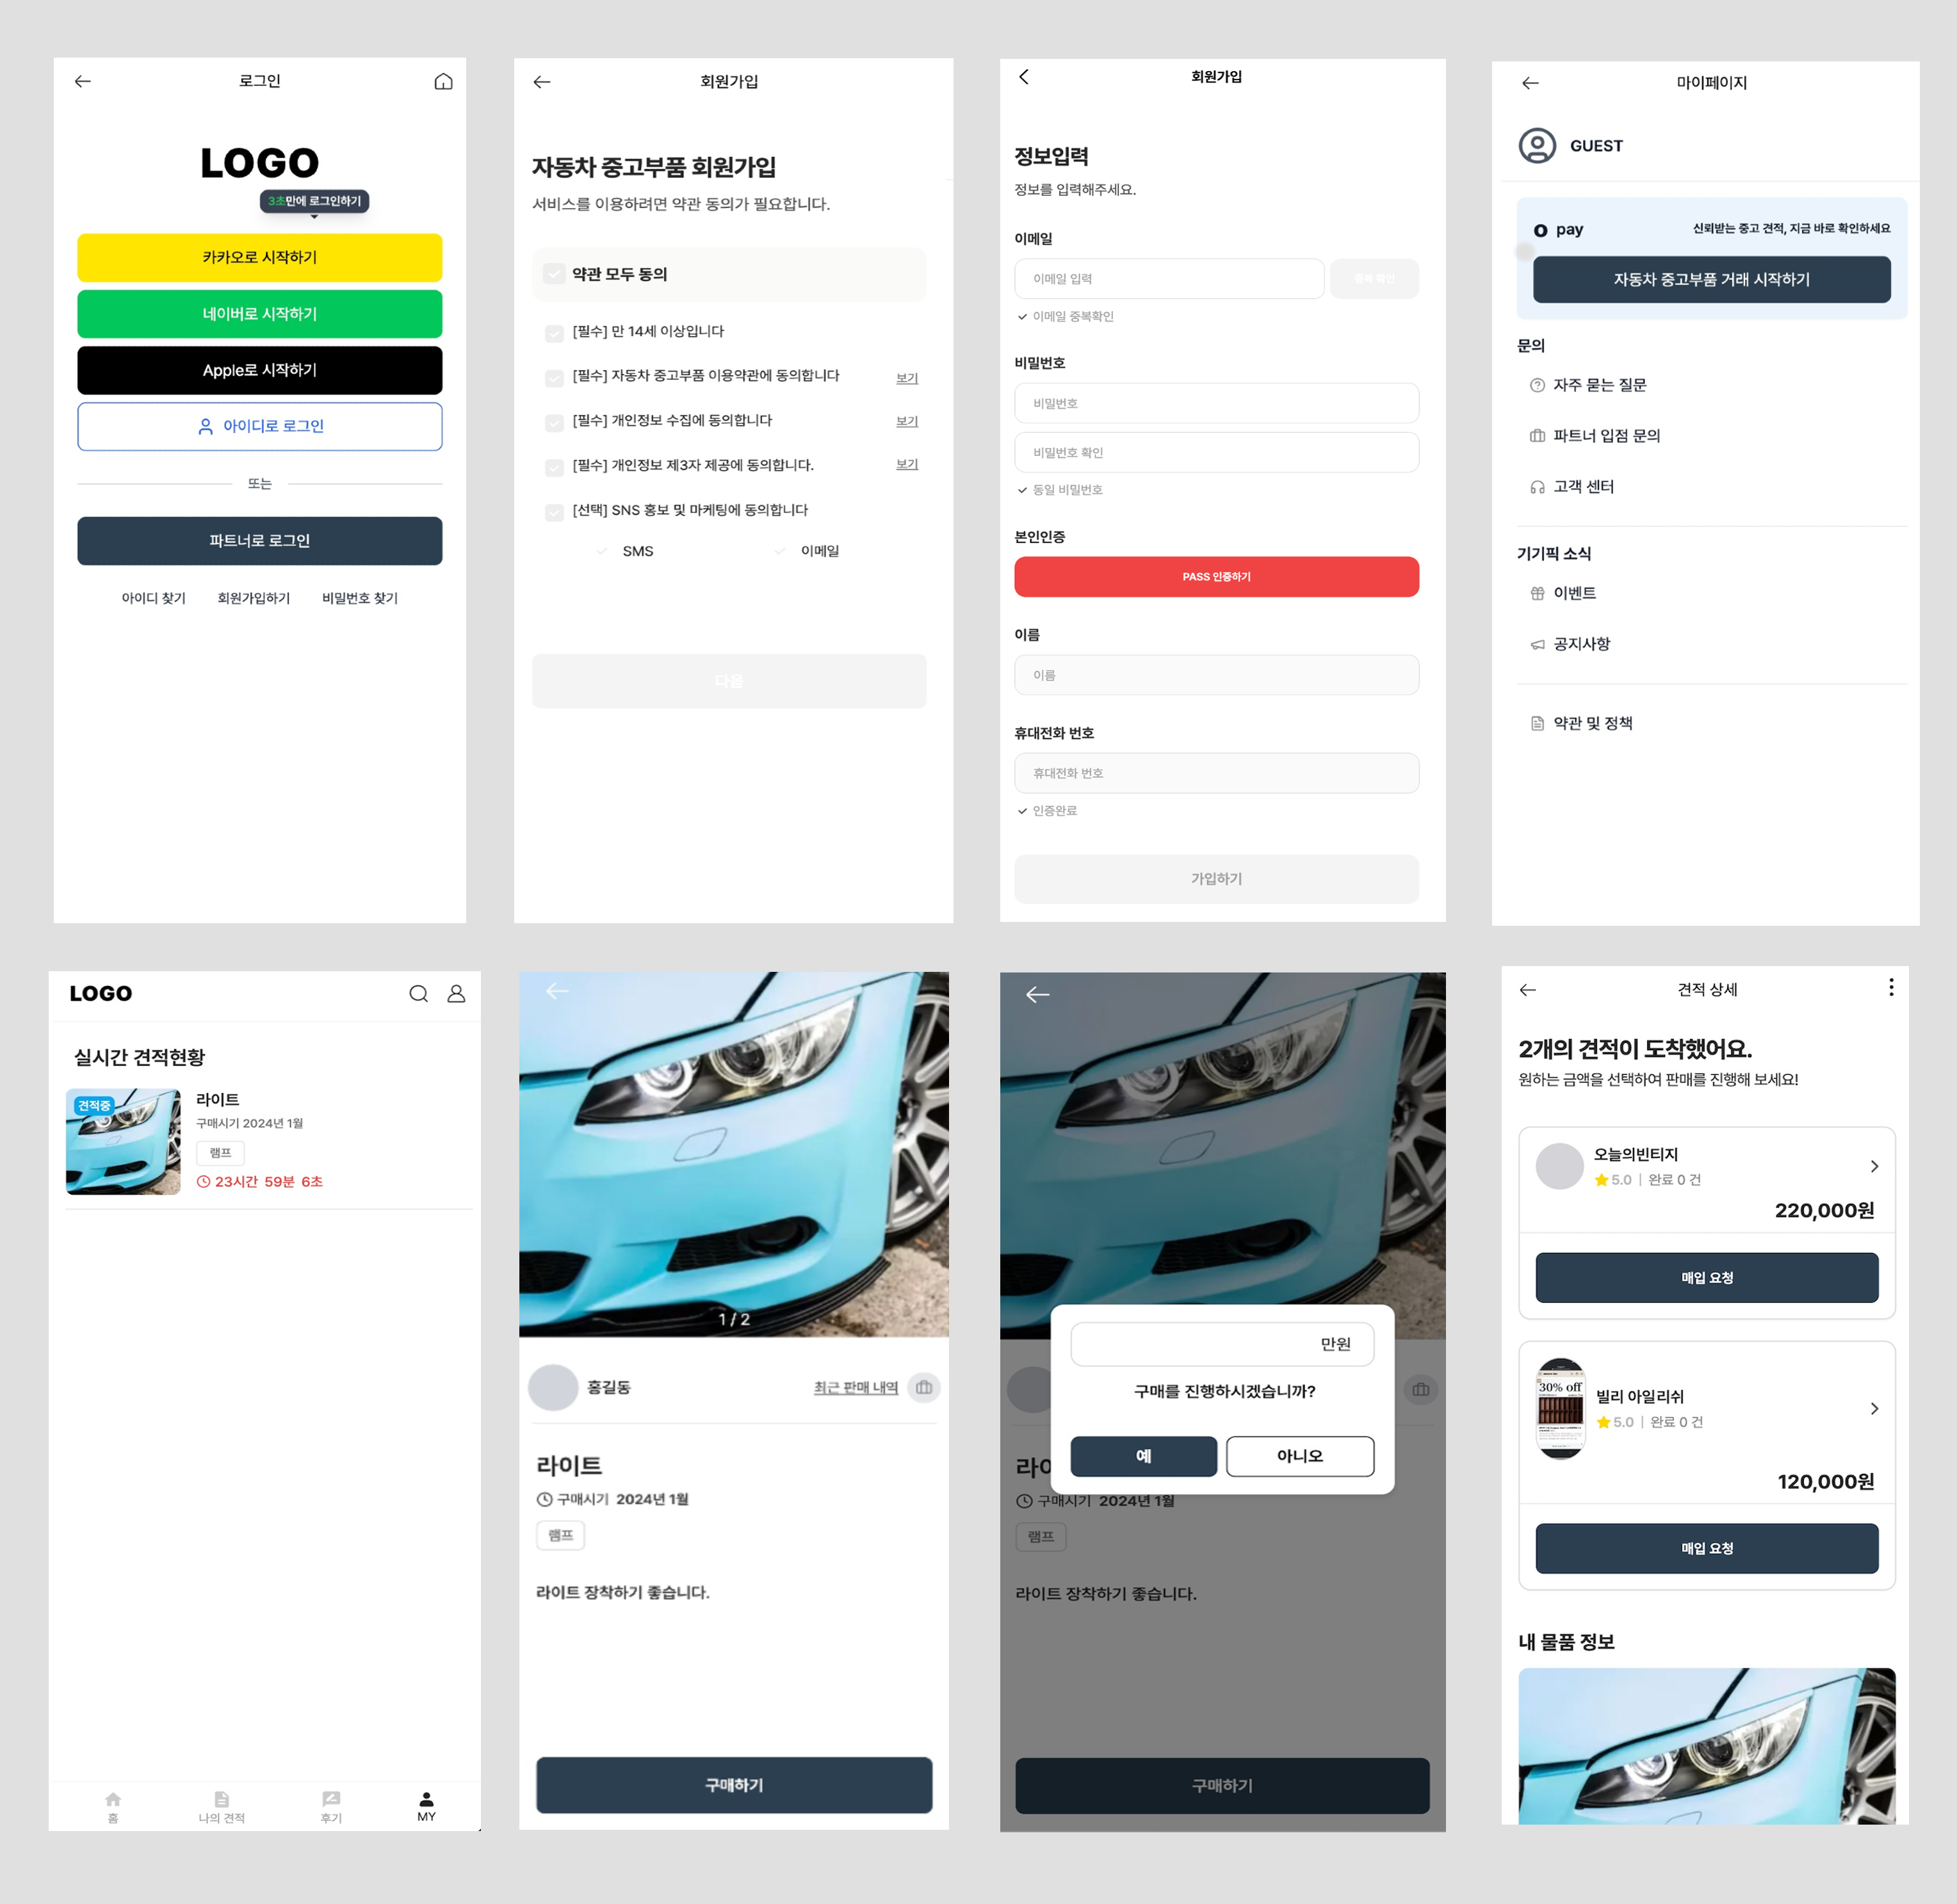 로그인
LOGO
3초만에 로그인하기
카카오로 시작하기
네이버로 시작하기
Apple로 시작하기
아이디로 로그인
또는
파트너로 로그인
아이디 찾기 회원가입하기 비밀번호 찾기
회원가입
자동차 중고부품 회원가입
서비스를 이용하려면 약관 동의가 필요합니다.
약관 모두 동의
[필수] 만 14세 이상입니다
[필수] 자동차 중고부품 이용약관에 동의합니다 보기
[필수] 개인정보 수집에 동의합니다 보기
[필수] 개인정보 제3자 제공에 동의합니다. 보기
[선택] SNS 홍보 및 마케팅에 동의합니다
SMS 이메일
다음
회원가입
정보입력
정보를 입력해주세요.
이메일
이메일 입력 중복 확인
이메일 중복확인
비밀번호
비밀번호
비밀번호 확인
동일 비밀번호
본인인증
PASS 인증하기
이름
이름
휴대전화 번호
휴대전화 번호
인증완료
가입하기
마이페이지
GUEST
o pay 신뢰받는 중고 견적, 지금 바로 확인하세요
자동차 중고부품 거래 시작하기
문의
자주 묻는 질문
파트너 입점 문의
고객 센터
기기픽 소식
이벤트
공지사항
약관 및 정책
LOGO
실시간 견적현황
견적중
라이트
구매시기 2024년 1월
램프
23시간 59분 6초
홈 나의 견적 후기 MY
1 / 2
홍길동 최근 판매 내역
라이트
구매시기 2024년 1월
램프
라이트 장착하기 좋습니다.
구매하기
만원
구매를 진행하시겠습니까?
예 아니오
라이
구매시기 2024년 1월
램프
라이트 장착하기 좋습니다.
구매하기
견적 상세
2개의 견적이 도착했어요.
원하는 금액을 선택하여 판매를 진행해 보세요!
오늘의빈티지
5.0 | 완료 0 건
220,000원
매입 요청
30% off
빌리 아일리쉬
5.0 | 완료 0 건
120,000원
매입 요청
내 물품 정보